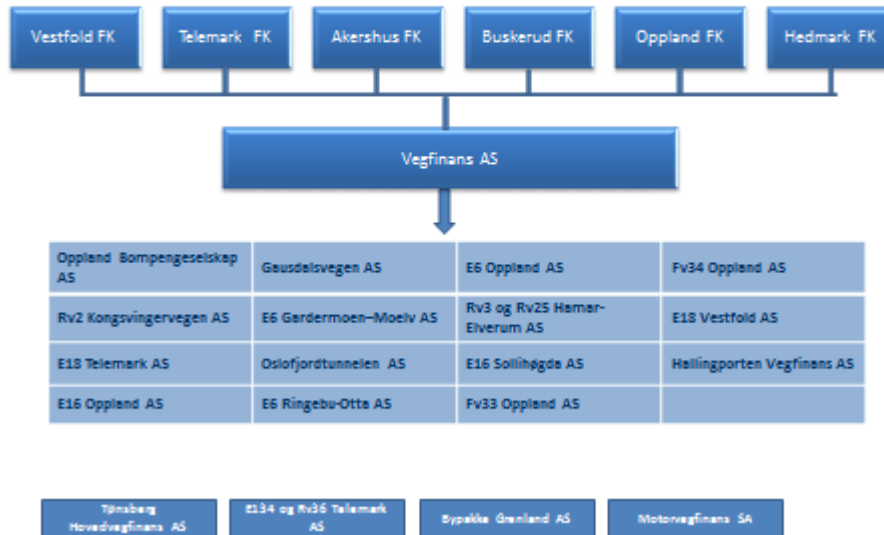 Vestfold FK
Telemark FK
Akershus FK
Buskerud FK
Oppland FK
Hedmark FK
Vegfinans AS
Oppland Bompengeselskap
AS
Gausdalsvegen AS
E6 Oppland AS
Fv34 Oppland AS
Rv2 Kongsvingervegen AS
E6 Gardermoen–Moelv AS
Rv3 og Rv25 Hamar-
Elverum AS
E18 Vestfold AS
E18 Telemark AS
Oslofjordtunnelen AS
E16 Sollihøgda AS
Hallingporten Vegfinans AS
E16 Oppland AS
E6 Ringebu-Otta AS
Fv33 Oppland AS
Tønsberg
Hovedvegfinans AS
E134 og Rv36 Telemark
AS
Bypakke Grenland AS
Motorvegfinans SA